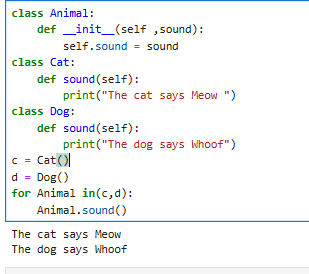 class Animal:
    def __init__(self ,sound):
        self.sound = sound
class Cat:
    def sound(self):
        print("The cat says Meow ")
class Dog:
    def sound(self):
        print("The dog says Whoof")
c = Cat()
d = Dog()
for Animal in(c,d):
    Animal.sound()
The cat says Meow
The dog says Whoof